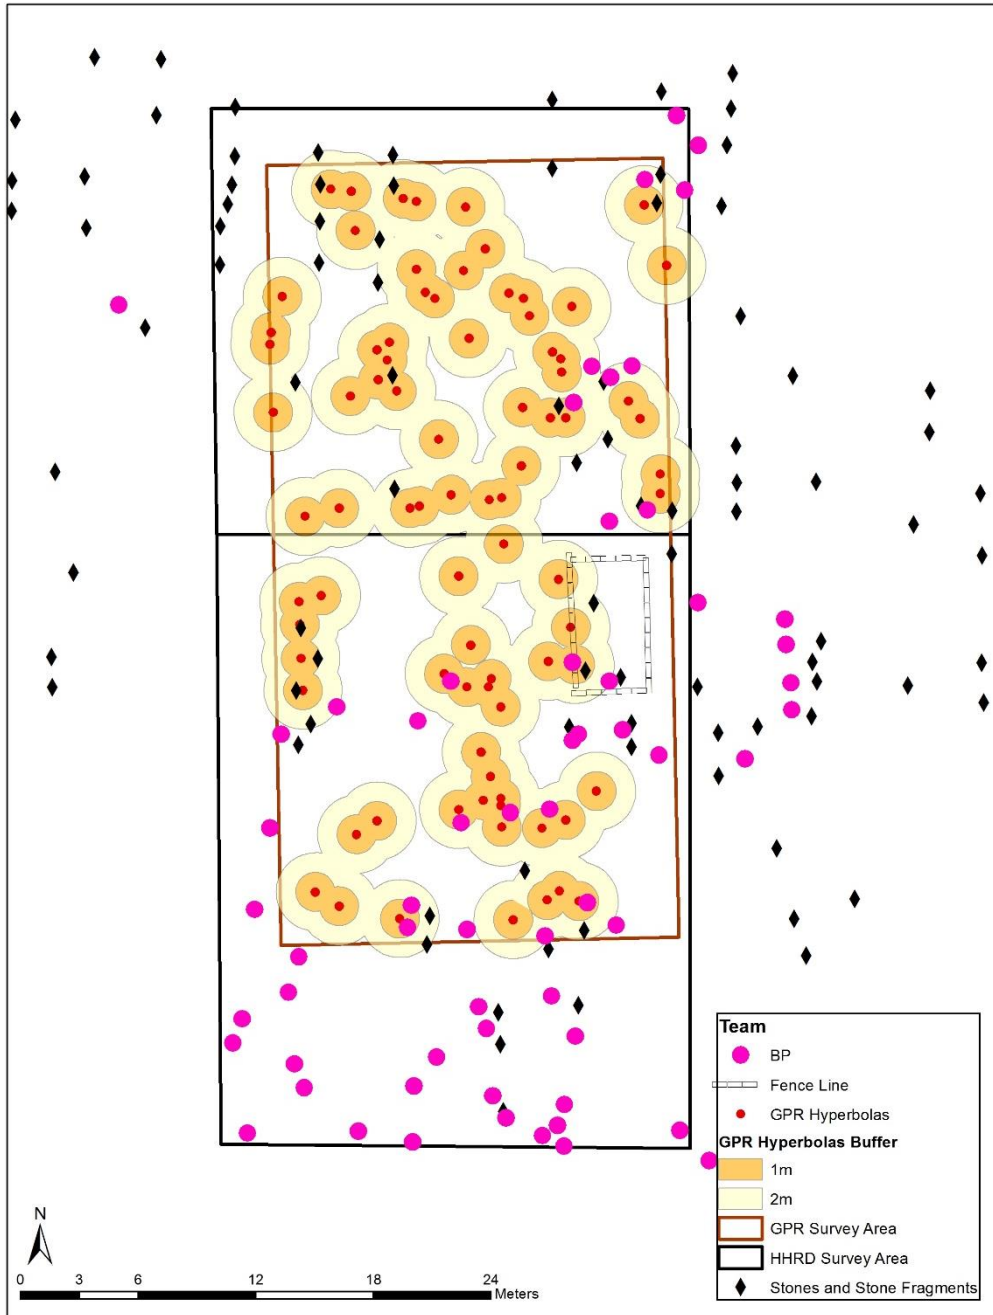 Team
BP
Fence Line
GPR Hyperbolas
GPR Hyperbolas Buffer
1m
2m
GPR Survey Area
HHRD Survey Area
Stones and Stone Fragments
N
0 3 6 12 18 24
Meters